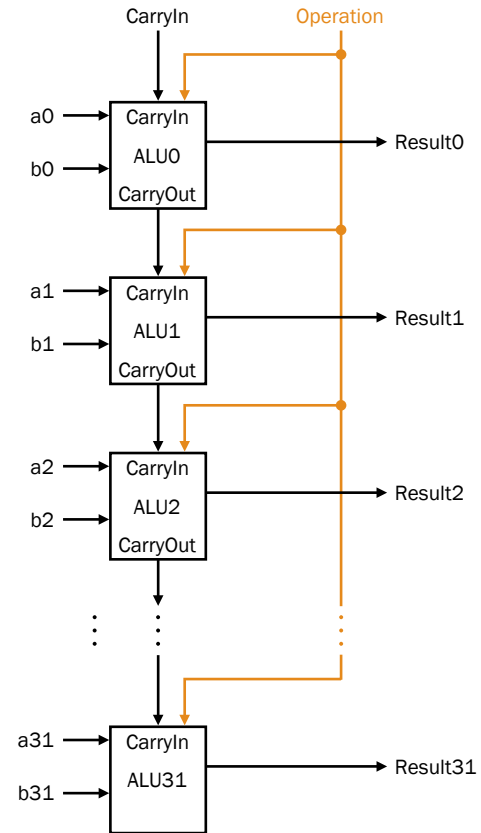 CarryIn
Operation
a0
CarryIn
ALU0
Result0
b0
CarryOut
a1
CarryIn
ALU1
Result1
b1
CarryOut
a2
CarryIn
ALU2
Result2
b2
CarryOut
a31
CarryIn
ALU31
Result31
b31